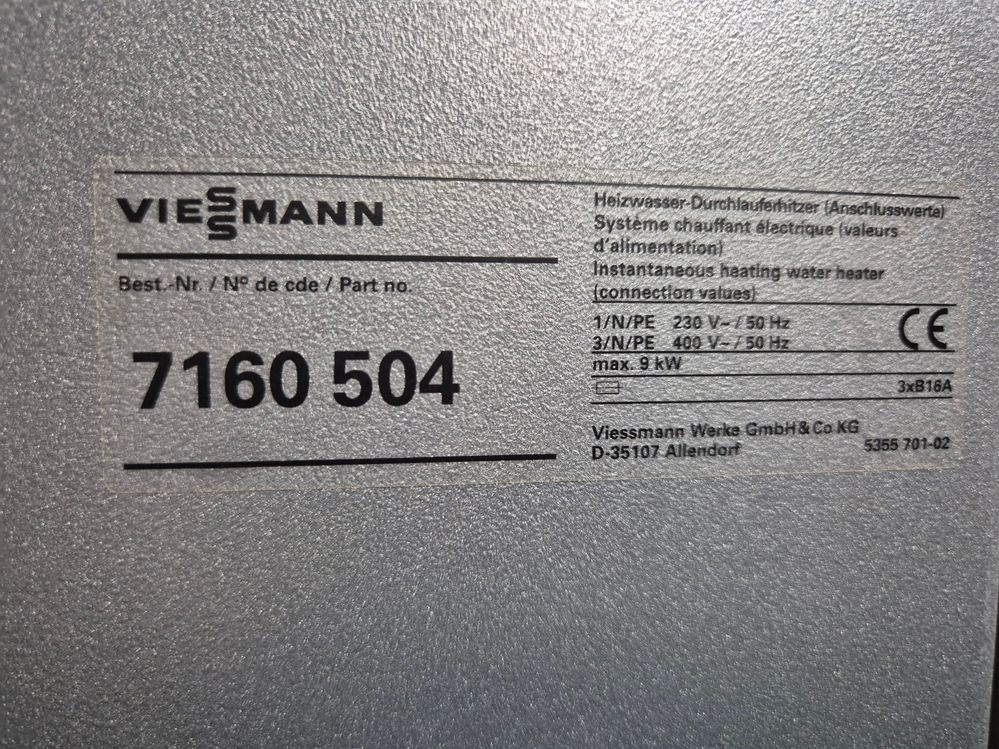 VIESSMANN
Best.-Nr. / N° de cde / Part no.
7160 504
Heizwasser-Durchlauferhitzer (Anschlusswerte)
Système chauffant électrique (valeurs
d'alimentation)
Instantaneous heating water heater
(connection values)
1/N/PE 230 V~ / 50 Hz
3/N/PE 400 V~ / 50 Hz
CE
max. 9 kW
3xB16A
Viessmann Werke GmbH & Co KG
D-35107 Allendorf
5355 701-02